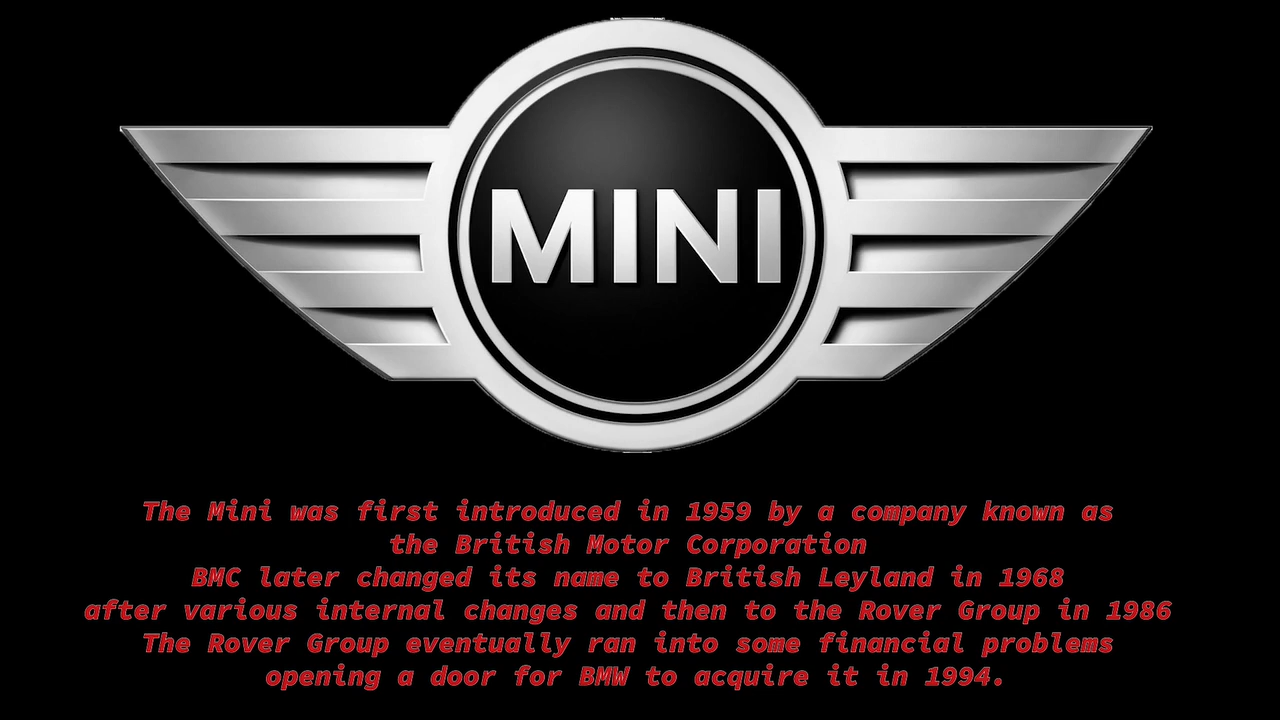 MINI
The Mini was first introduced in 1959 by a company known as
the British Motor Corporation
BMC later changed its name to British Leyland in 1968
after various internal changes and then to the Rover Group in 1986
The Rover Group eventually ran into some financial problems
opening a door for BMW to acquire it in 1994.